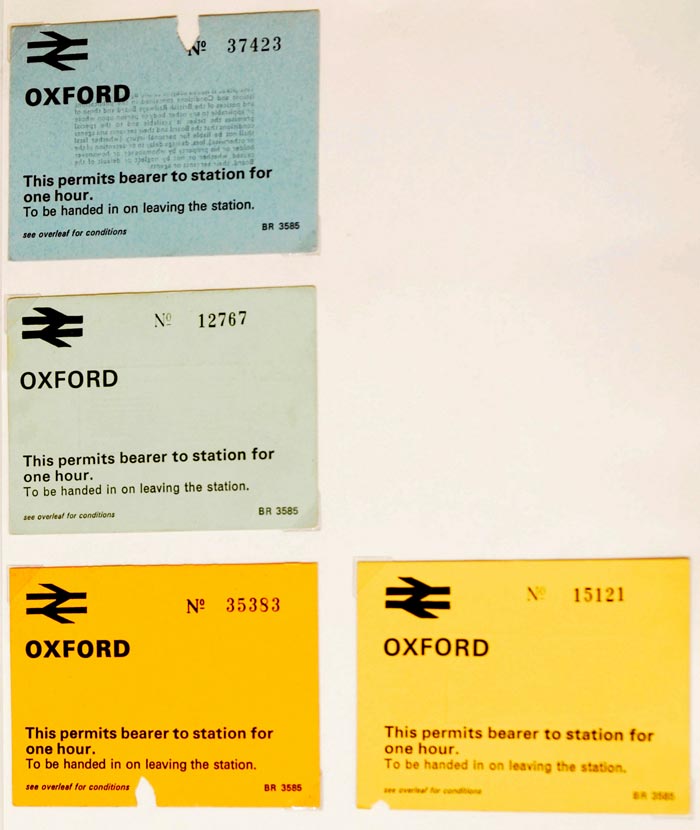 Nº 37423
OXFORD
This permits bearer to station for
one hour.
To be handed in on leaving the station.
see overleaf for conditions
BR 3585
Nº 12767
OXFORD
This permits bearer to station for
one hour.
To be handed in on leaving the station.
see overleaf for conditions
BR 3585
Nº 35383
OXFORD
This permits bearer to station for
one hour.
To be handed in on leaving the station.
see overleaf for conditions
BR 3585
Nº 15121
OXFORD
This permits bearer to station for
one hour.
To be handed in on leaving the station.
see overleaf for conditions
BR 3585